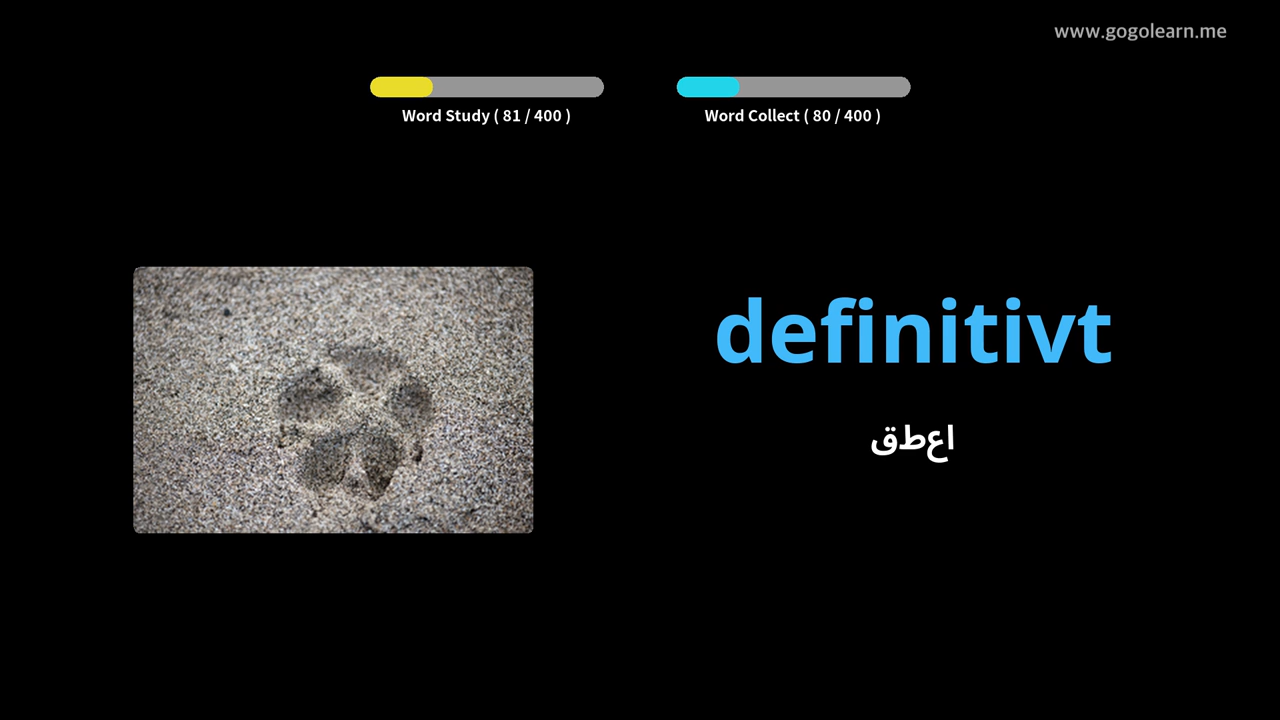 www.gogolearn.me
Word Study ( 81 / 400 )
Word Collect ( 80 / 400 )
definitivt
اعطق